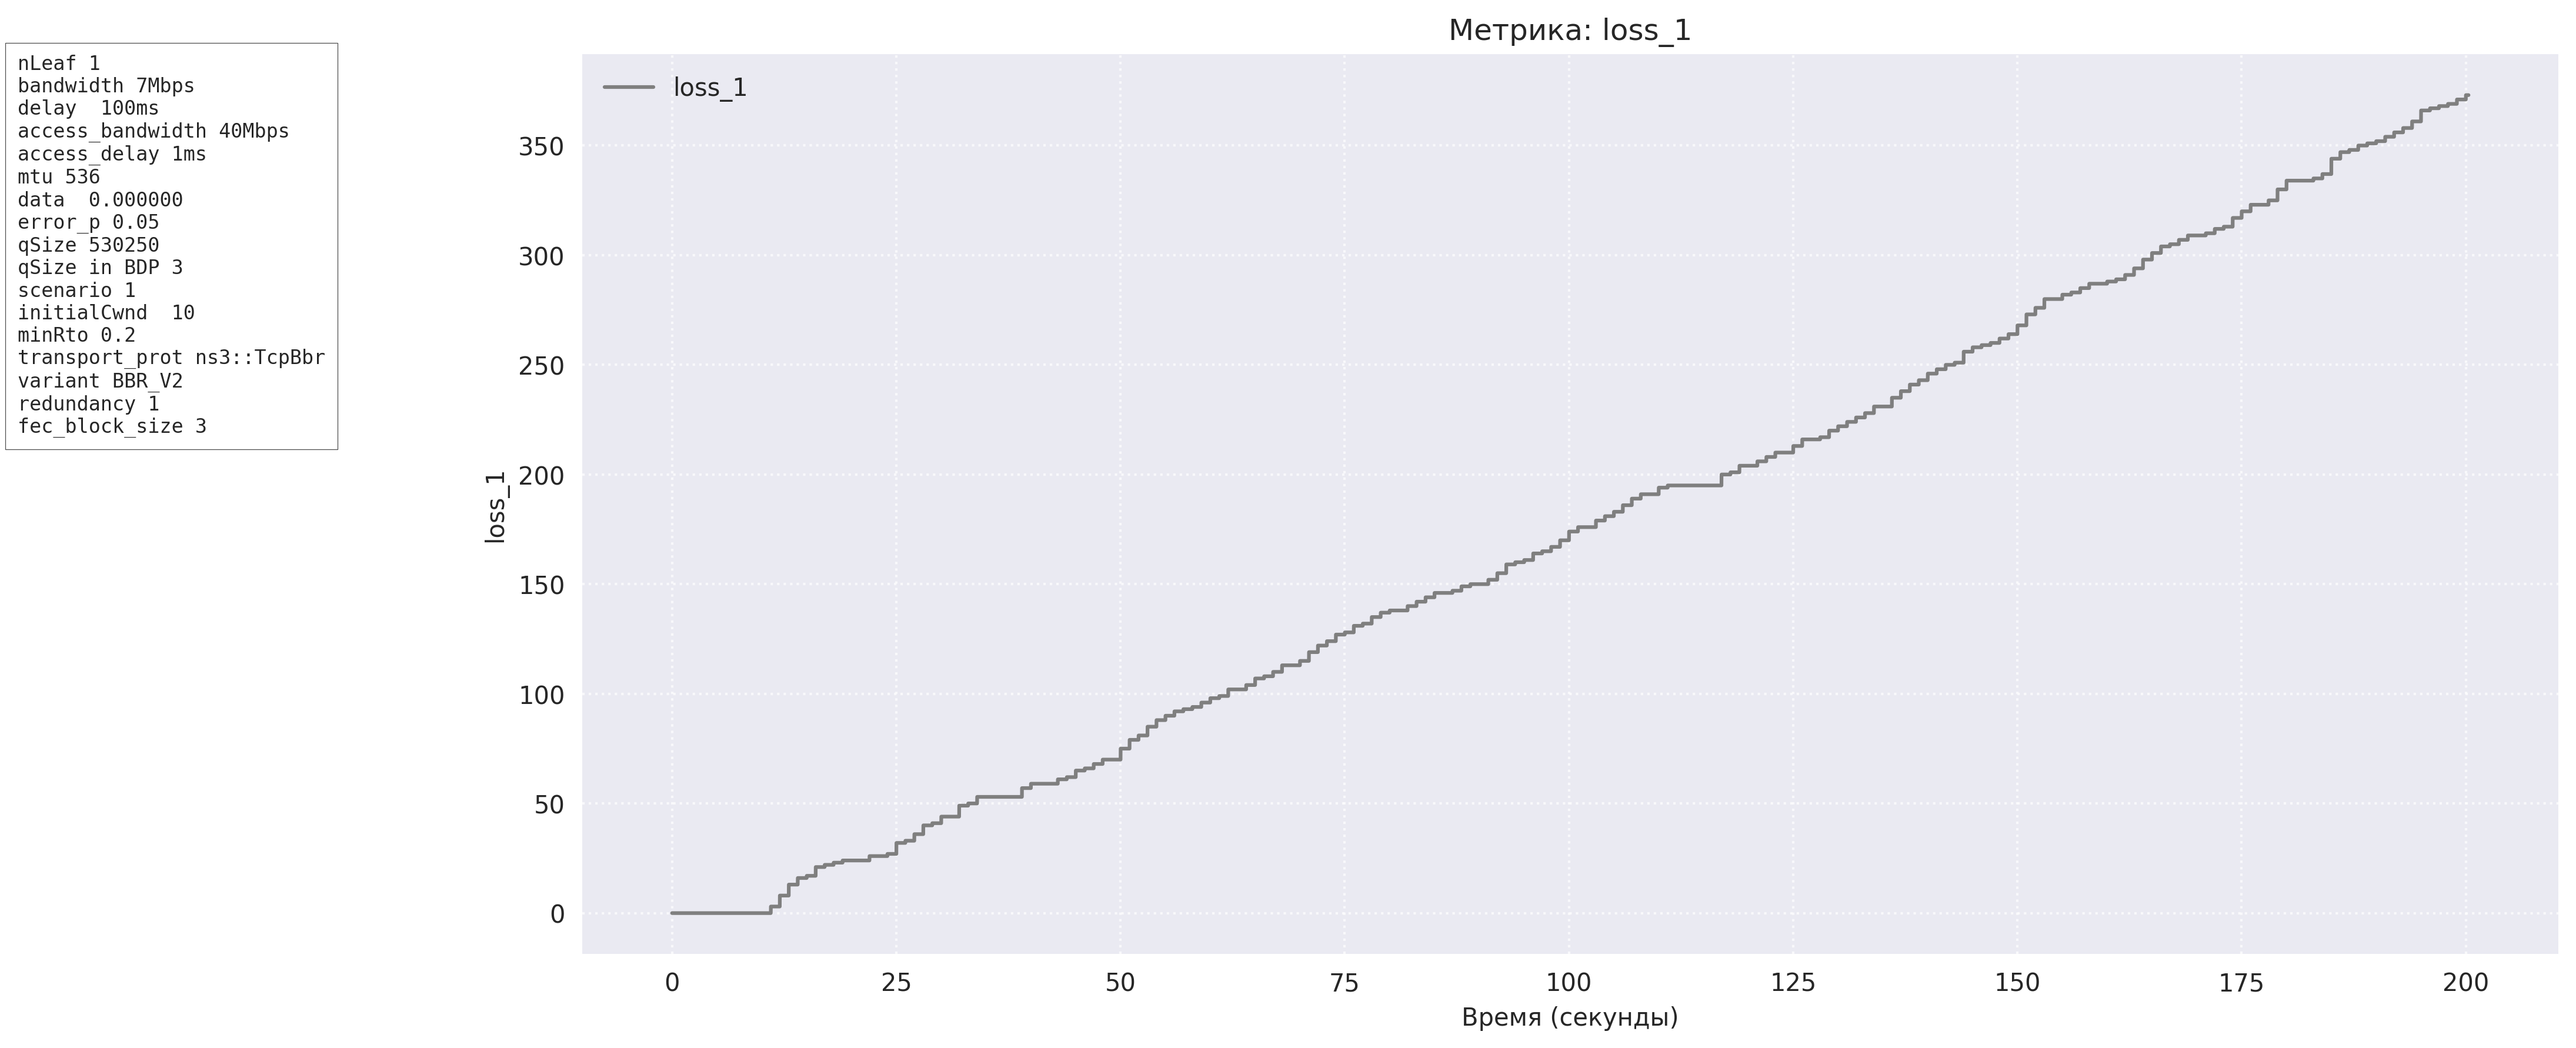 nLeaf 1
bandwidth 7Mbps
delay  100ms
access_bandwidth 40Mbps
access_delay 1ms
mtu 536
data  0.000000
error_p 0.05
qSize 530250
qSize in BDP 3
scenario 1
initialCwnd  10
minRto 0.2
transport_prot ns3::TcpBbr
variant BBR_V2
redundancy 1
fec_block_size 3
Метрика: loss_1
loss_1
loss_1
350
300
250
200
150
100
50
0
0 25 50 75 100 125 150 175 200
Время (секунды)